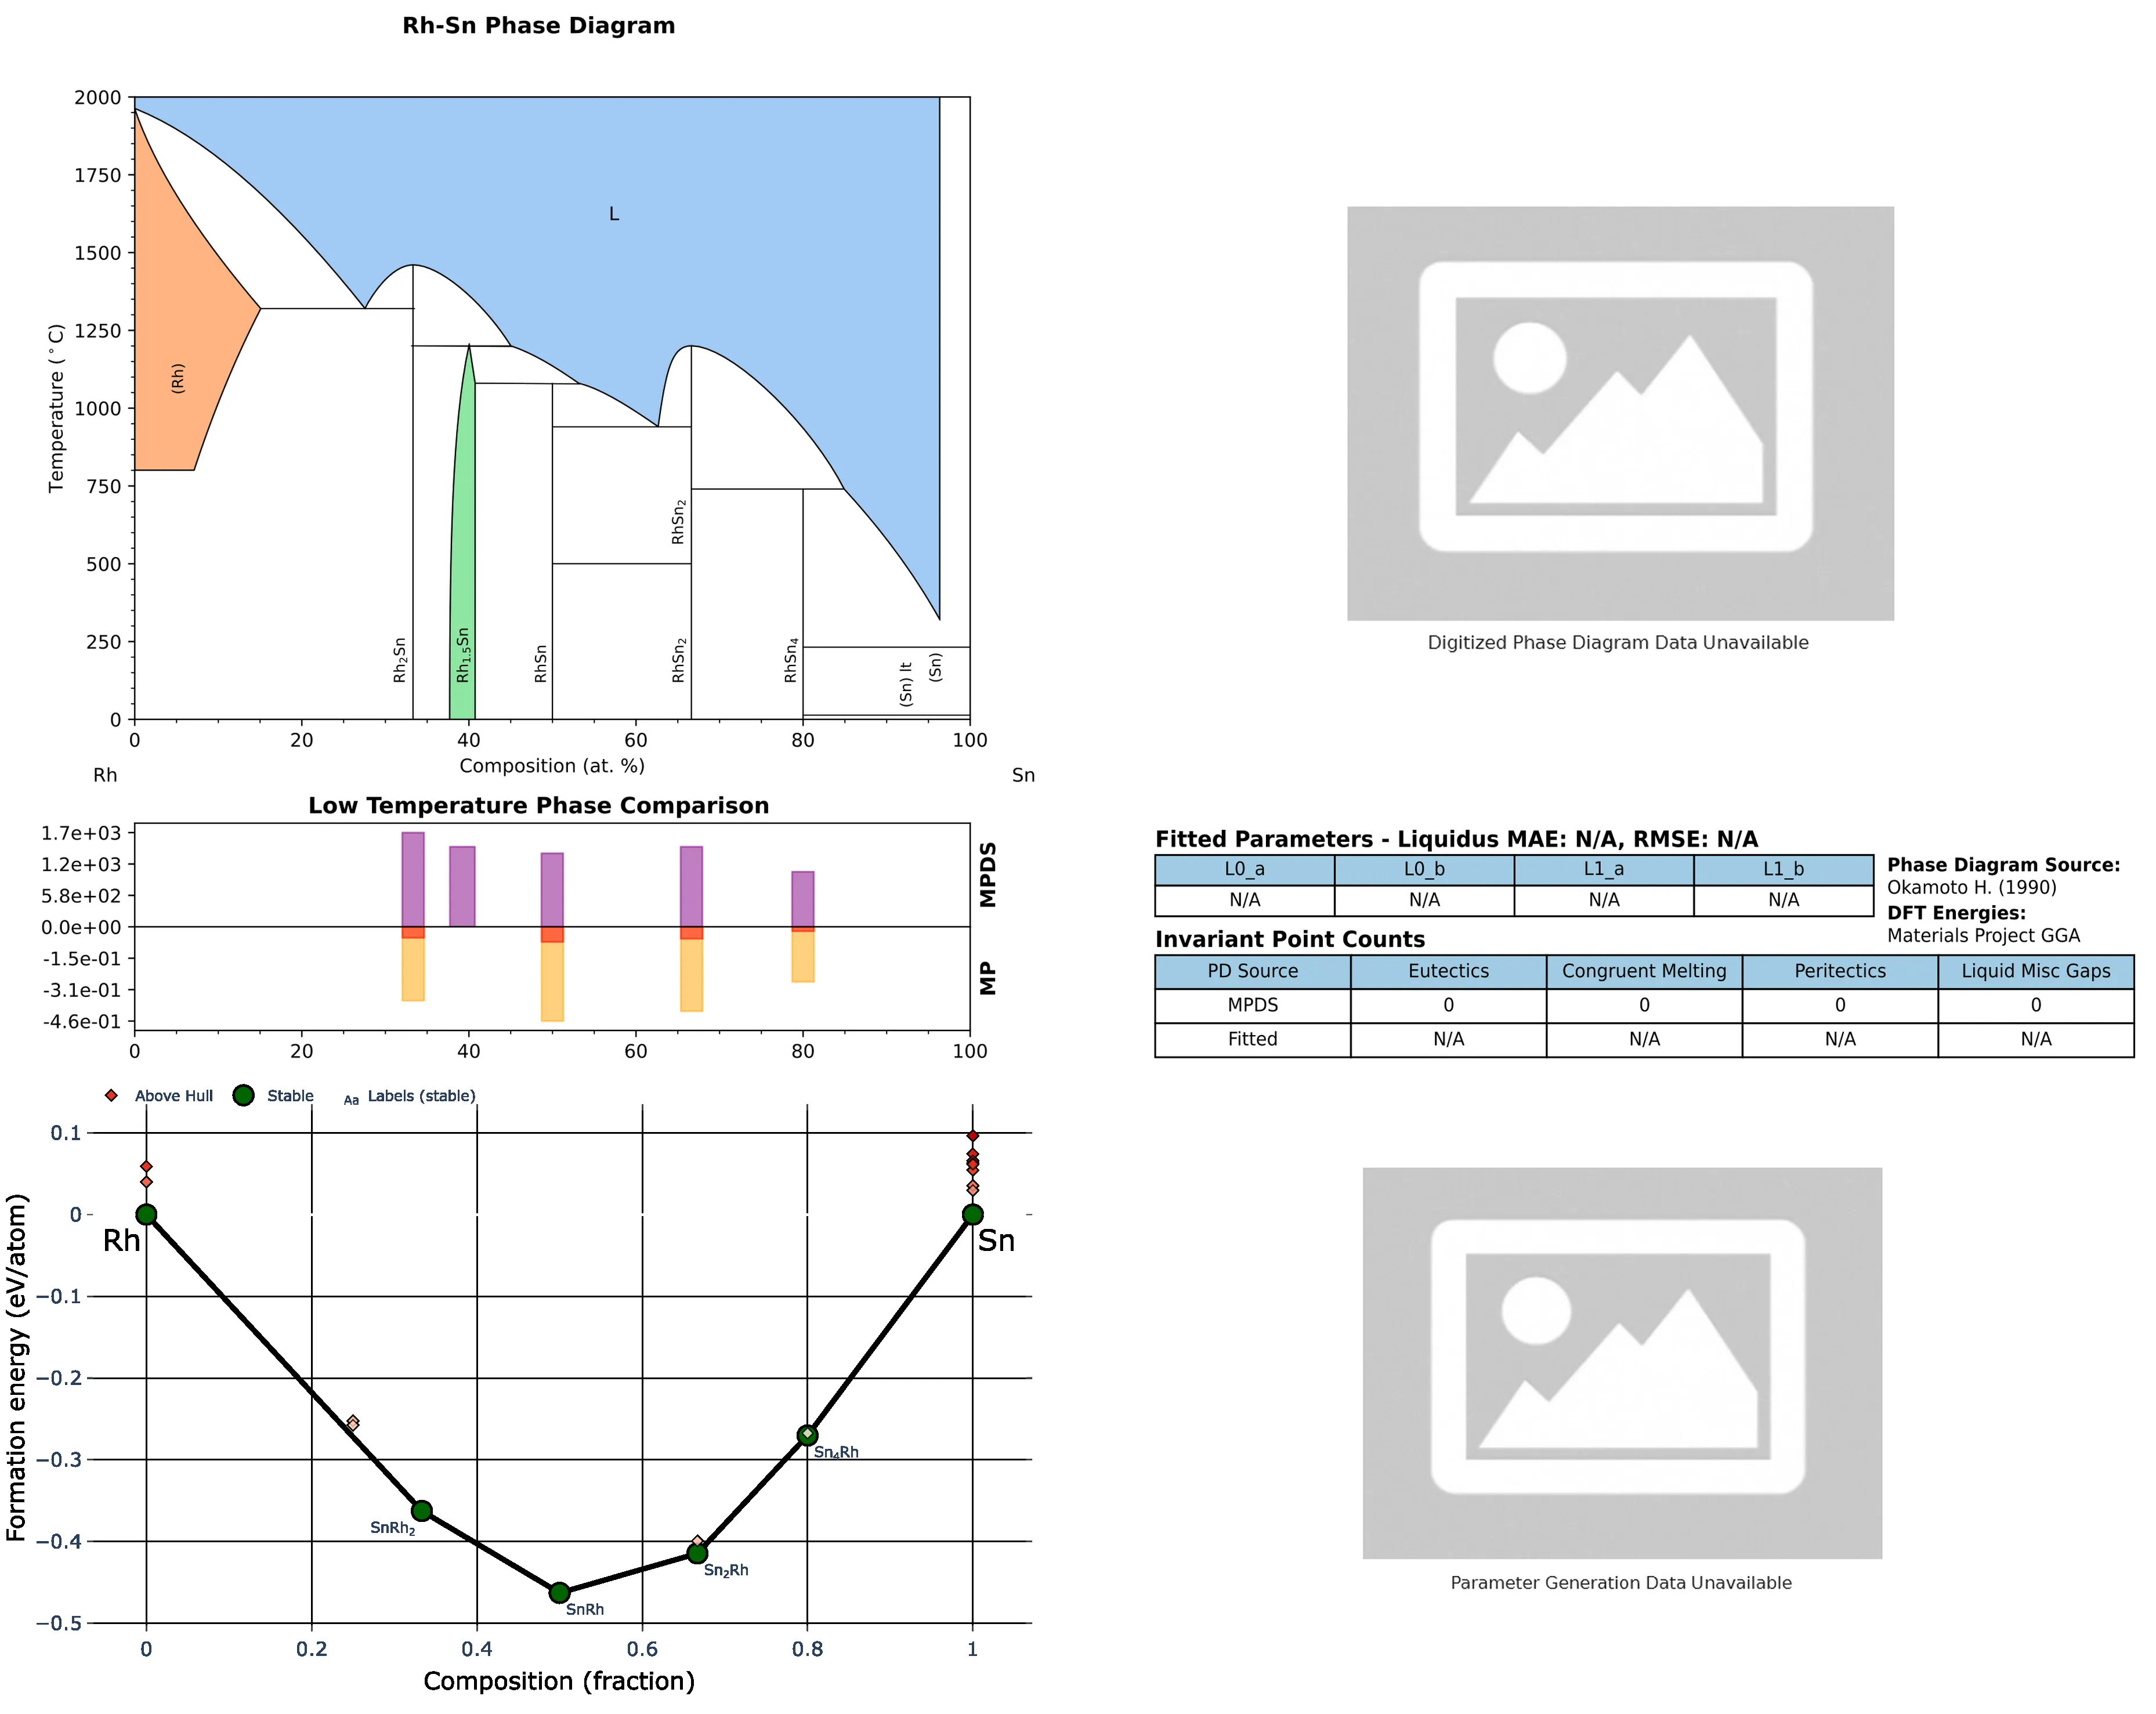 Rh-Sn Phase Diagram
2000
1750
1500
1250
1000
750
500
250
0
Temperature (°C)
L
(Rh)
Rh₂Sn
Rh₁.₅Sn
RhSn
RhSn₂
RhSn₂
RhSn₄
(Sn) lt
(Sn)
0 20 40 60 80 100
Composition (at. %)
Rh Sn
Digitized Phase Diagram Data Unavailable
Low Temperature Phase Comparison
1.7e+03
1.2e+03
5.8e+02
0.0e+00
-1.5e-01
-3.1e-01
-4.6e-01
MPDS
MP
0 20 40 60 80 100
Fitted Parameters - Liquidus MAE: N/A, RMSE: N/A
L0_a L0_b L1_a L1_b
N/A N/A N/A N/A
Phase Diagram Source:
Okamoto H. (1990)
DFT Energies:
Materials Project GGA
Invariant Point Counts
PD Source Eutectics Congruent Melting Peritectics Liquid Misc Gaps
MPDS 0 0 0 0
Fitted N/A N/A N/A N/A
Above Hull Stable Aa Labels (stable)
0.1
0
−0.1
−0.2
−0.3
−0.4
−0.5
Formation energy (eV/atom)
Rh
Sn
SnRh₂
SnRh
Sn₂Rh
Sn₄Rh
0 0.2 0.4 0.6 0.8 1
Composition (fraction)
Parameter Generation Data Unavailable